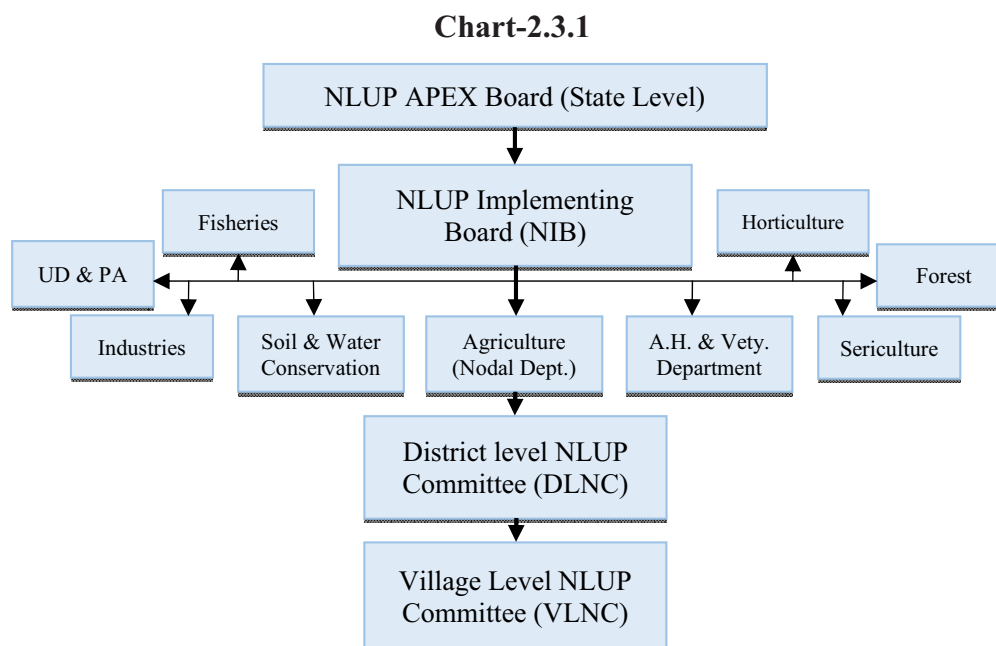 Chart-2.3.1
NLUP APEX Board (State Level)
NLUP Implementing
Board (NIB)
Fisheries
Horticulture
UD & PA
Forest
Industries
Soil & Water
Conservation
Agriculture
(Nodal Dept.)
A.H. & Vety.
Department
Sericulture
District level NLUP
Committee (DLNC)
Village Level NLUP
Committee (VLNC)